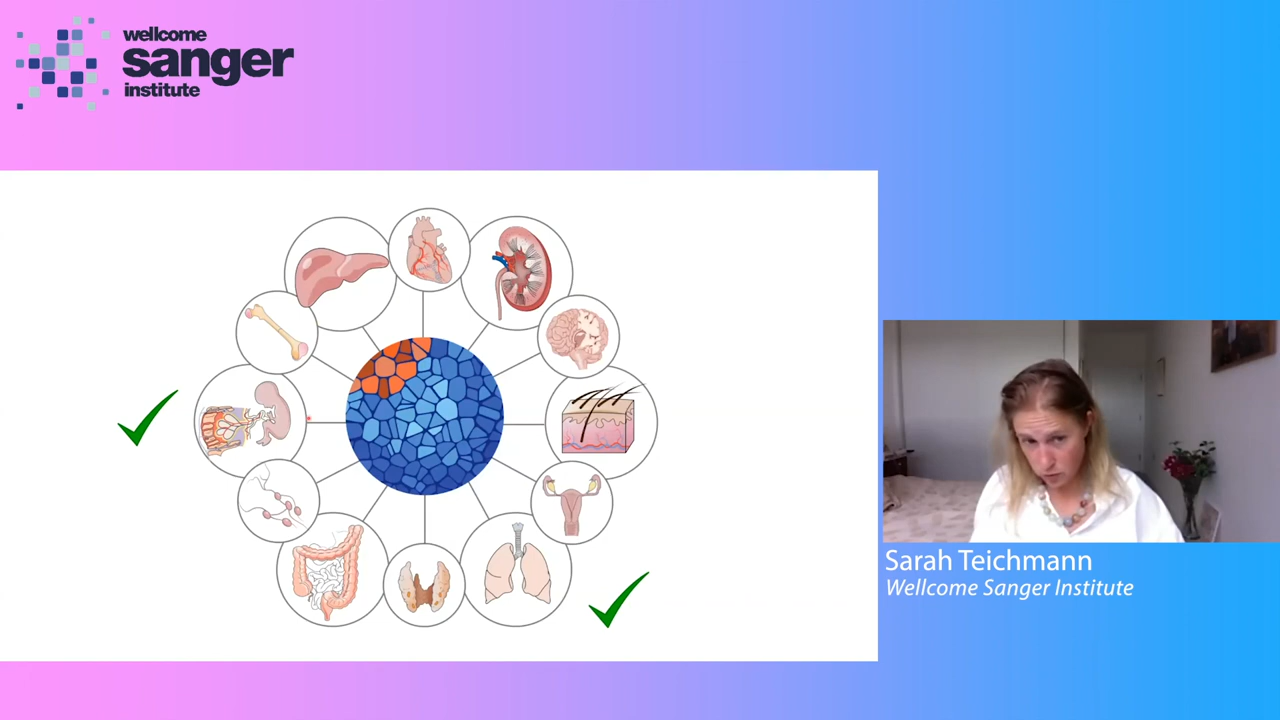 wellcome
sanger
institute
Sarah Teichmann
Wellcome Sanger Institute